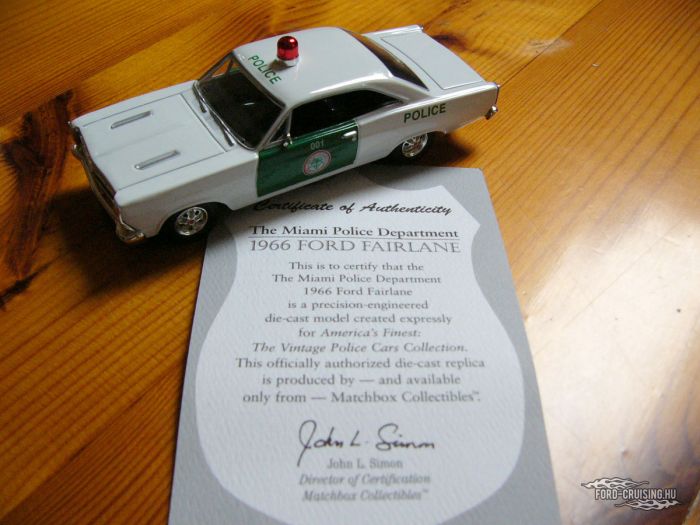 POLICE
POLICE
001
Certificate of Authenticity
The Miami Police Department
1966 FORD FAIRLANE
This is to certify that the
The Miami Police Department
1966 Ford Fairlane
is a precision-engineered
die-cast model created expressly
for America's Finest:
The Vintage Police Cars Collection.
This officially authorized die-cast replica
is produced by — and available
only from — Matchbox Collectibles™.
John L. Simon
John L. Simon
Director of Certification
Matchbox Collectibles™
FORD-CRUISING.HU